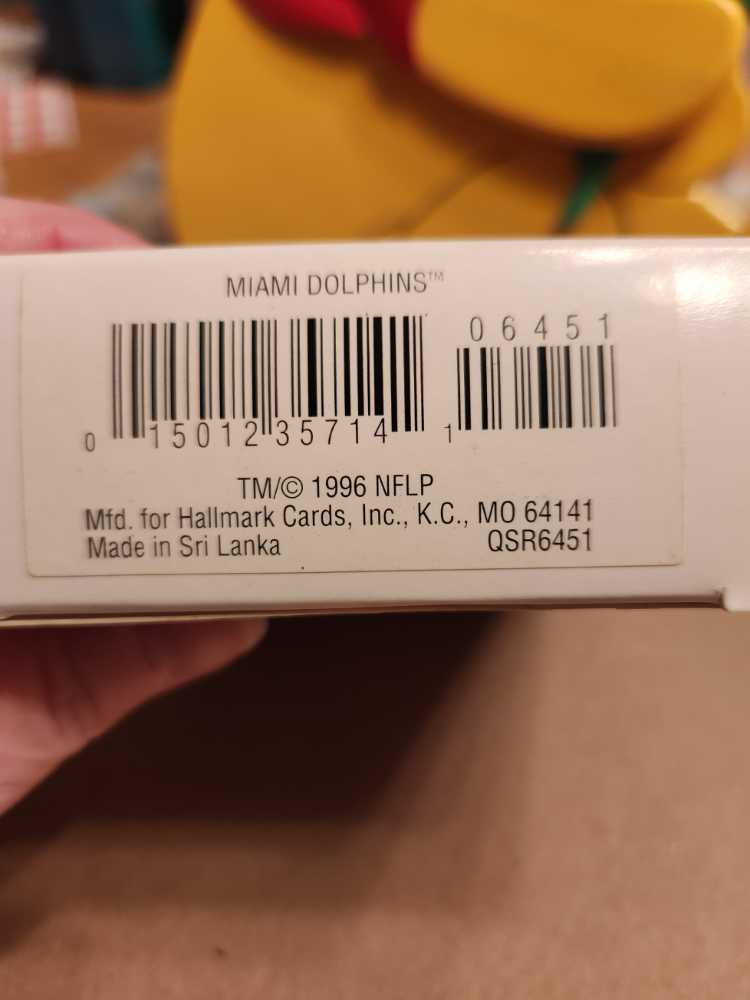 MIAMI DOLPHINS™
06451
0 15012 35714 1
TM/© 1996 NFLP
Mfd. for Hallmark Cards, Inc., K.C., MO 64141
Made in Sri Lanka QSR6451